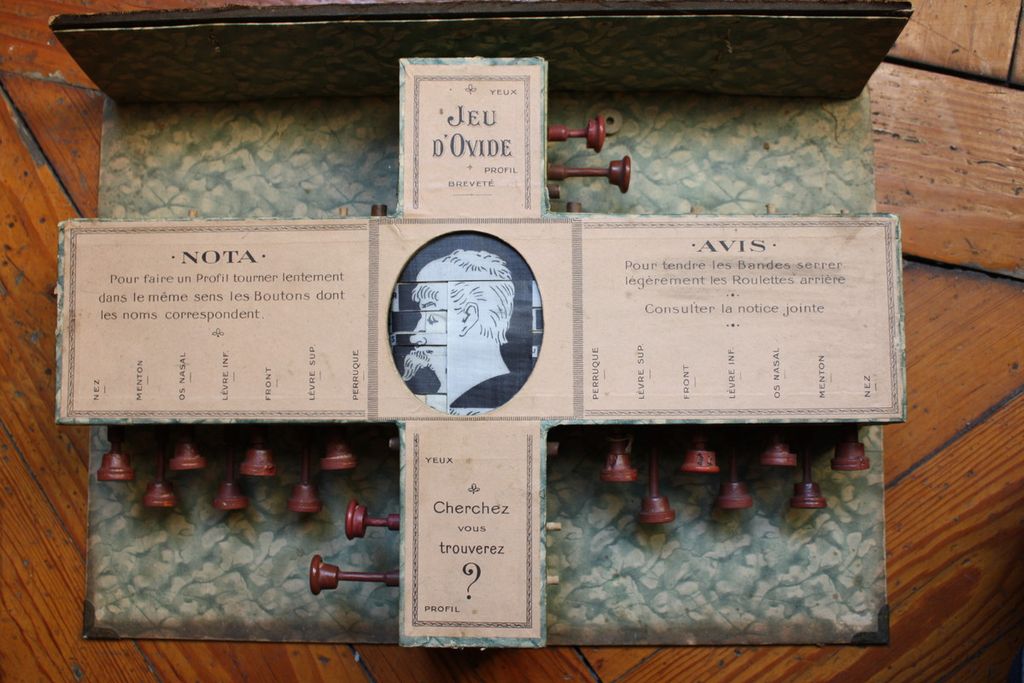 YEUX
JEU
D'OVIDE
PROFIL
BREVETÉ
·NOTA·
Pour faire un Profil tourner lentement
dans le même sens les Boutons dont
les noms correspondent.
NEZ
MENTON
OS NASAL
LÈVRE INF.
FRONT
LÈVRE SUP.
PERRUQUE
·AVIS·
Pour tendre les Bandes serrer
légèrement les Roulettes arrière
Consulter la notice jointe
PERRUQUE
LÈVRE SUP.
FRONT
LÈVRE INF.
OS NASAL
MENTON
NEZ
YEUX
Cherchez
vous
trouverez
?
PROFIL